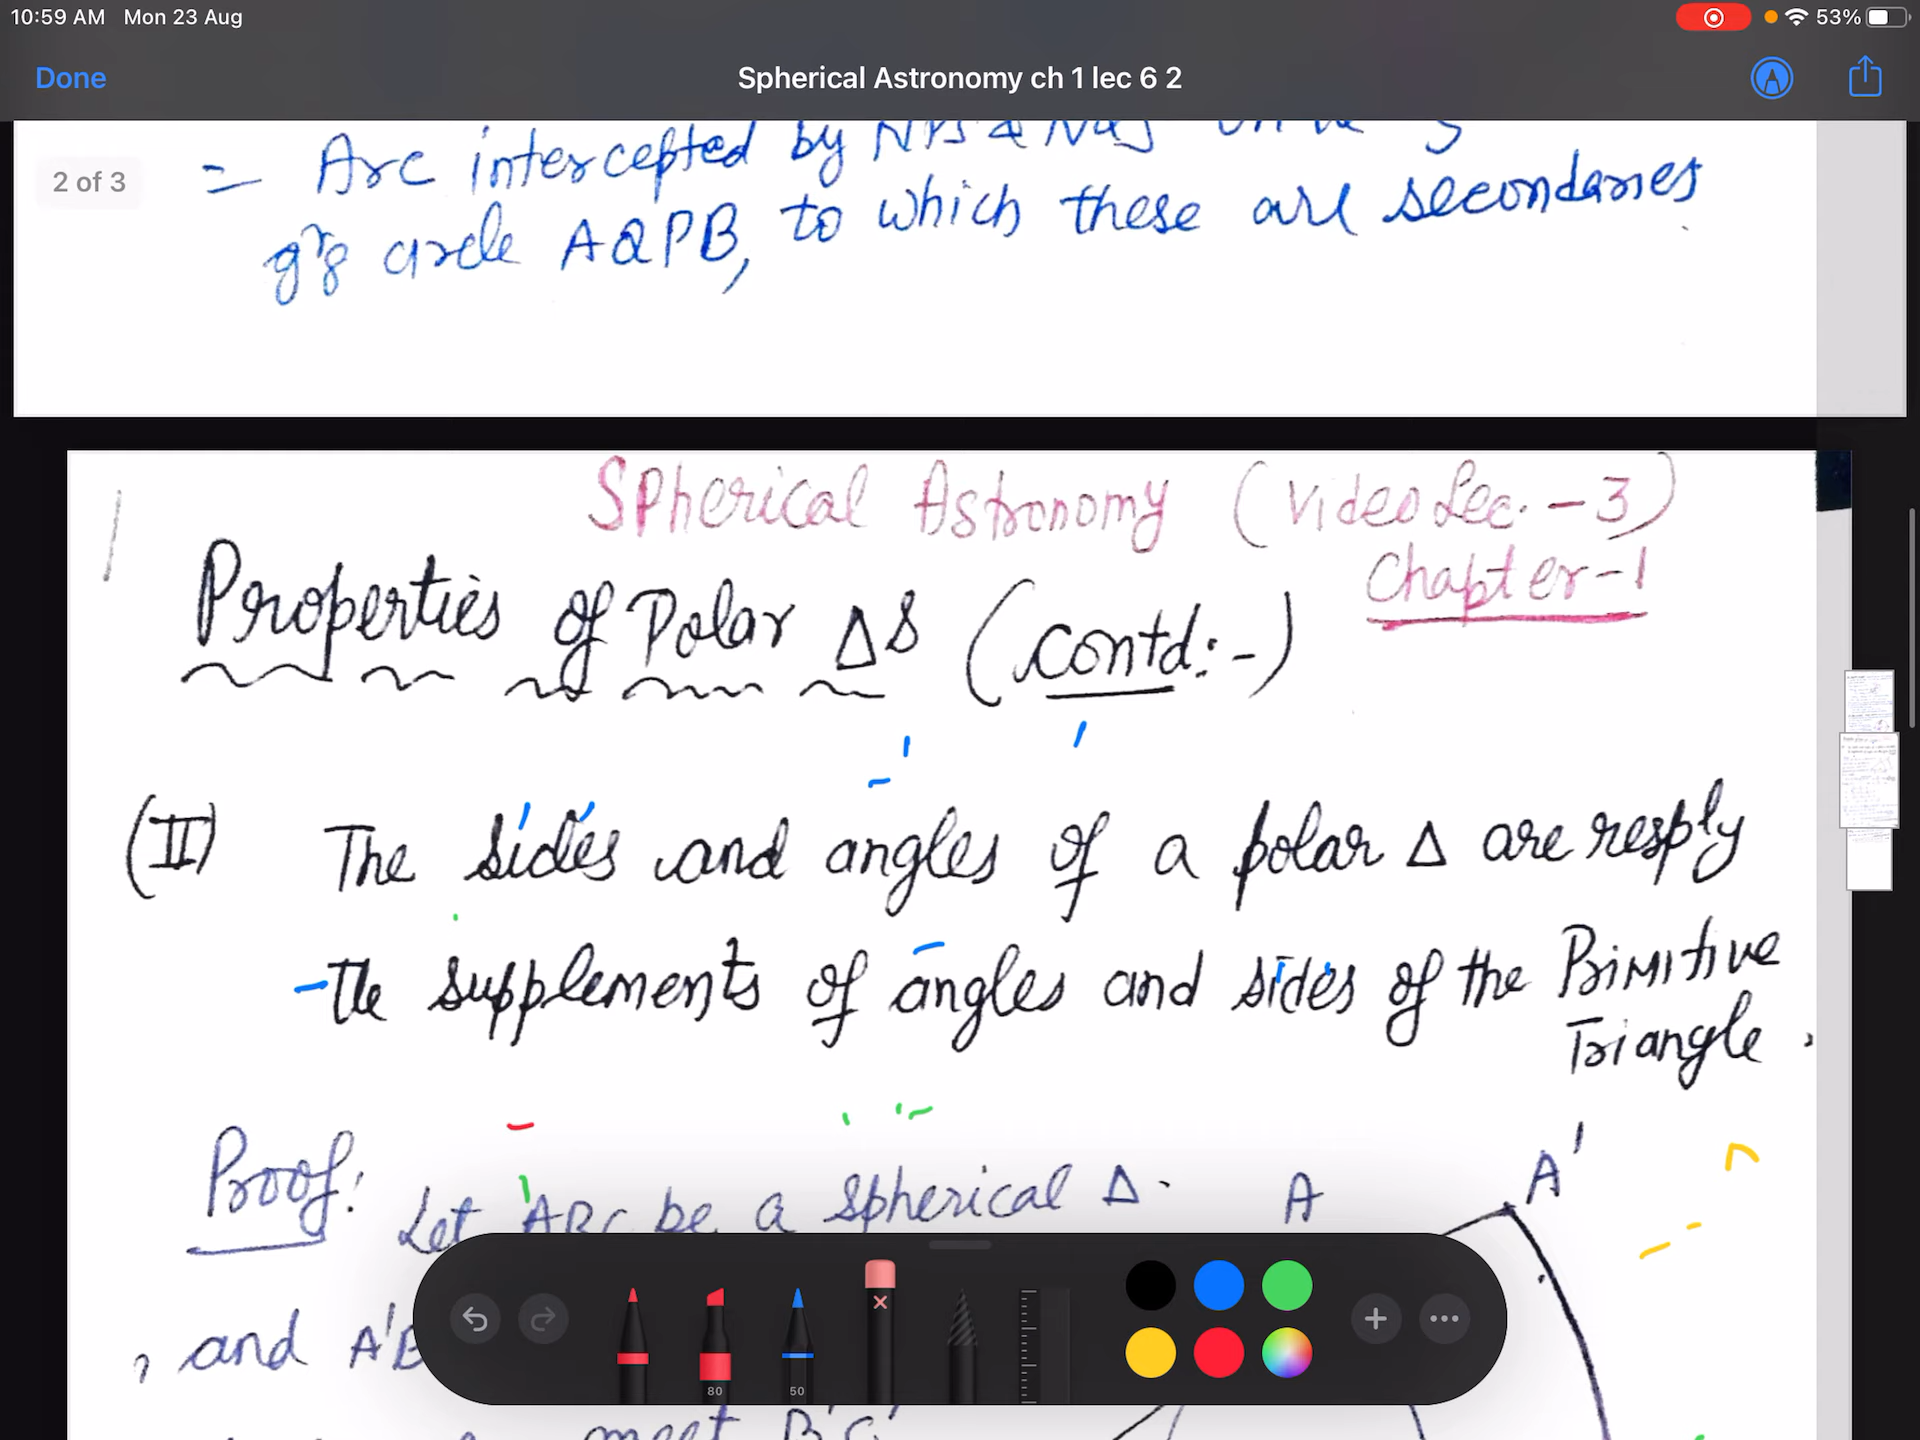 10:59 AM Mon 23 Aug
53%
Done
Spherical Astronomy ch 1 lec 6 2
2 of 3
= Arc intercepted by
gr8 circle AQPB, to which these are secondaries
Spherical Astronomy (Video Lec. - 3)
Chapter-1
Properties of Polar Δs (contd:-)
(II) The sides and angles of a polar Δ are resply
the supplements of angles and sides of the Primitive
Triangle.
Proof: Let ABC be a spherical Δ.
A
A'
, and A'B
meet B'C'
80
50